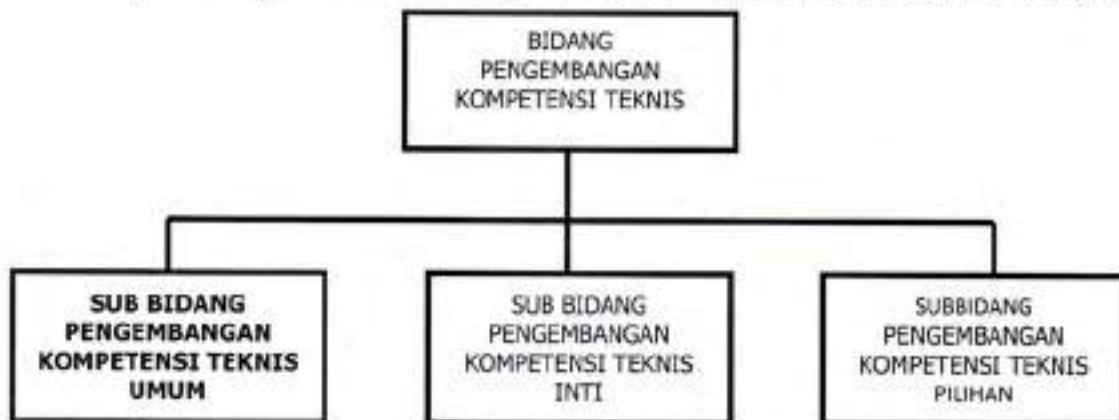 BIDANG
PENGEMBANGAN
KOMPETENSI TEKNIS
SUB BIDANG
PENGEMBANGAN
KOMPETENSI TEKNIS
UMUM
SUB BIDANG
PENGEMBANGAN
KOMPETENSI TEKNIS
INTI
SUBBIDANG
PENGEMBANGAN
KOMPETENSI TEKNIS
PILIHAN